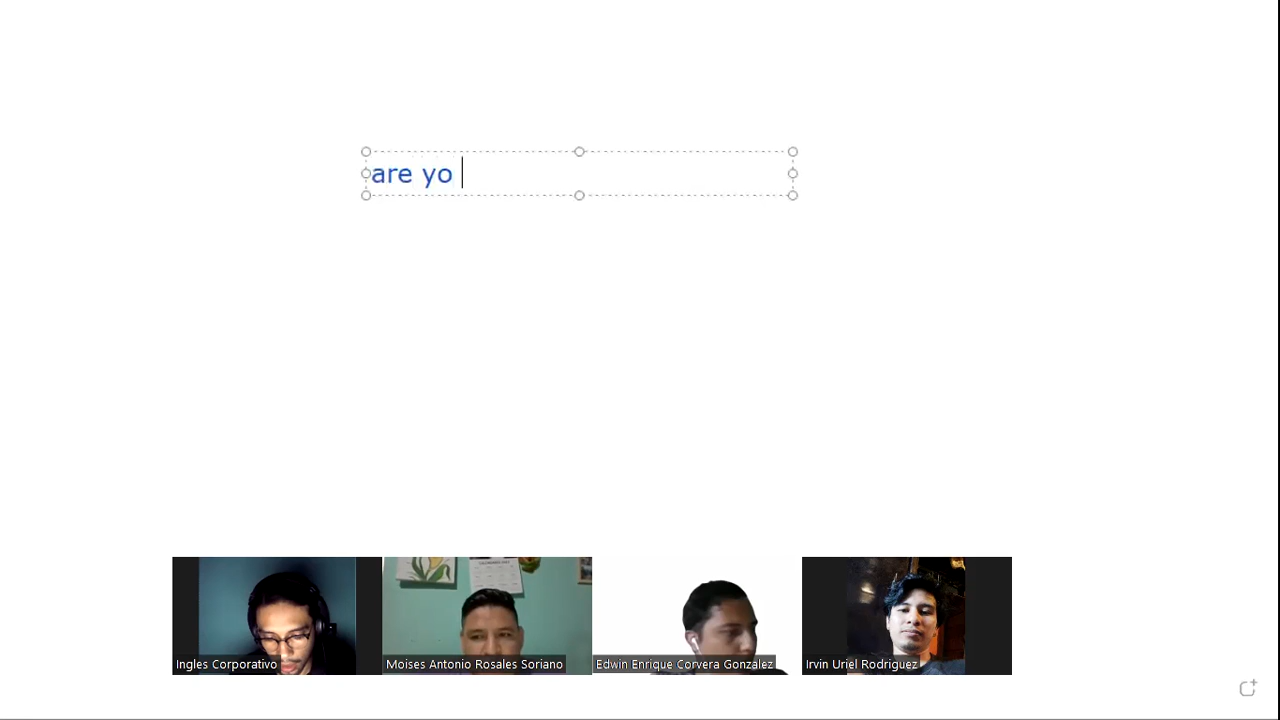 are yo
Ingles Corporativo
Moises Antonio Rosales Soriano
Edwin Enrique Corvera Gonzalez
Irvin Uriel Rodriguez